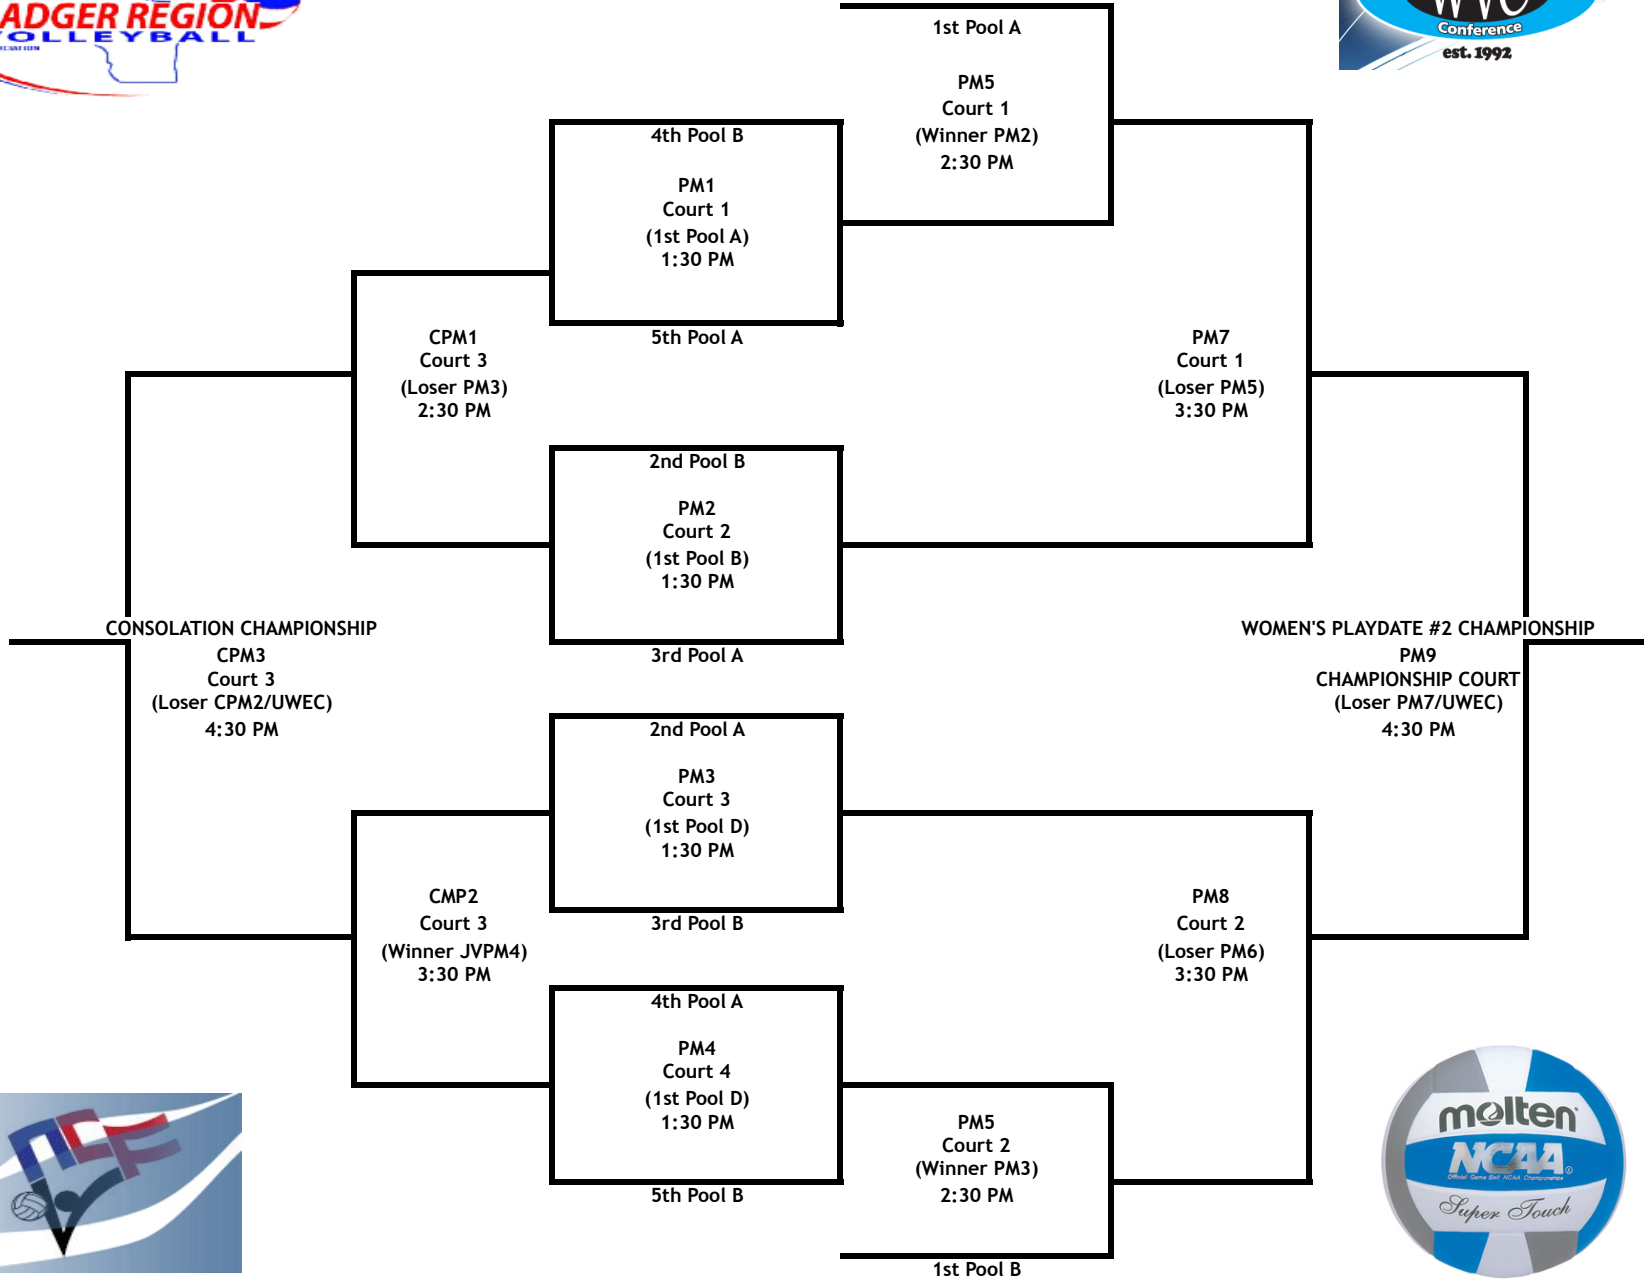 ADGER REGION
OLLEYBALL
1st Pool A
PM5
Court 1
(Winner PM2)
2:30 PM
WVC
Conference
est. 1992
4th Pool B
PM1
Court 1
(1st Pool A)
1:30 PM
5th Pool A
CPM1
Court 3
(Loser PM3)
2:30 PM
PM7
Court 1
(Loser PM5)
3:30 PM
2nd Pool B
PM2
Court 2
(1st Pool B)
1:30 PM
3rd Pool A
CONSOLATION CHAMPIONSHIP
CPM3
Court 3
(Loser CPM2/UWEC)
4:30 PM
WOMEN'S PLAYDATE #2 CHAMPIONSHIP
PM9
CHAMPIONSHIP COURT
(Loser PM7/UWEC)
4:30 PM
2nd Pool A
PM3
Court 3
(1st Pool D)
1:30 PM
3rd Pool B
CMP2
Court 3
(Winner JVPM4)
3:30 PM
PM8
Court 2
(Loser PM6)
3:30 PM
4th Pool A
PM4
Court 4
(1st Pool D)
1:30 PM
5th Pool B
PM5
Court 2
(Winner PM3)
2:30 PM
1st Pool B
NCF
molten
NCAA
Official Game Ball NCAA Championships
Super Touch